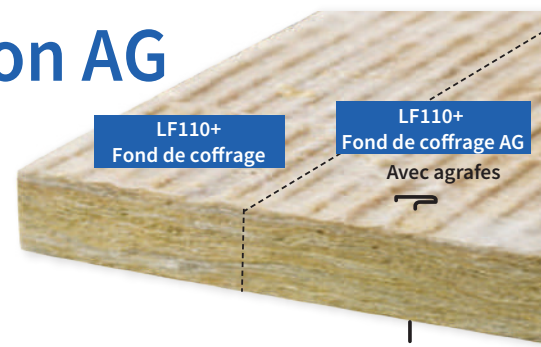 on AG
LF110+
Fond de coffrage
LF110+
Fond de coffrage AG
Avec agrafes